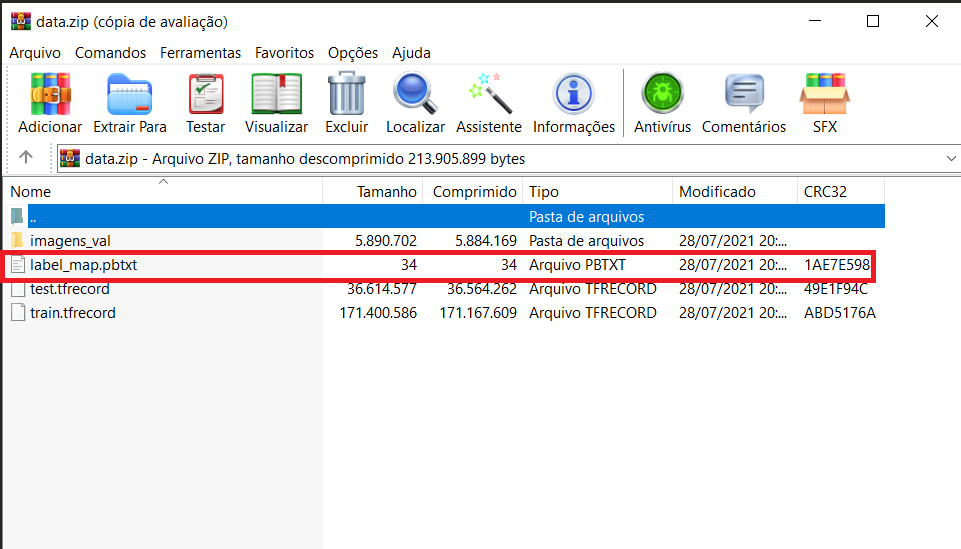 data.zip (cópia de avaliação)
Arquivo Comandos Ferramentas Favoritos Opções Ajuda
Adicionar Extrair Para Testar Visualizar Excluir Localizar Assistente Informações Antivírus Comentários SFX
data.zip - Arquivo ZIP, tamanho descomprimido 213.905.899 bytes
Nome Tamanho Comprimido Tipo Modificado CRC32
.. Pasta de arquivos
imagens_val 5.890.702 5.884.169 Pasta de arquivos 28/07/2021 20:...
label_map.pbtxt 34 34 Arquivo PBTXT 28/07/2021 20:... 1AE7E598
test.tfrecord 36.614.577 36.564.262 Arquivo TFRECORD 28/07/2021 20:... 49E1F94C
train.tfrecord 171.400.586 171.167.609 Arquivo TFRECORD 28/07/2021 20:... ABD5176A